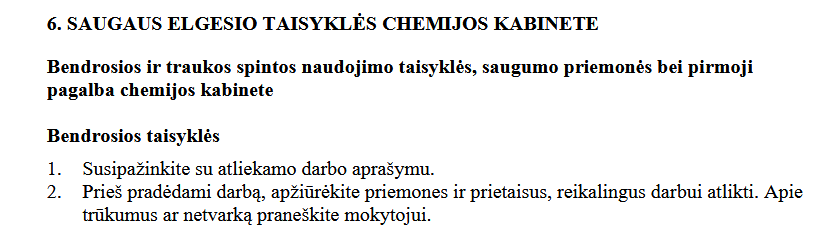 6. SAUGAUS ELGESIO TAISYKLĖS CHEMIJOS KABINETE
Bendrosios ir traukos spintos naudojimo taisyklės, saugumo priemonės bei pirmoji
pagalba chemijos kabinete
Bendrosios taisyklės
1. Susipažinkite su atliekamo darbo aprašymu.
2. Prieš pradėdami darbą, apžiūrėkite priemones ir prietaisus, reikalingus darbui atlikti. Apie
trūkumus ar netvarką praneškite mokytojui.